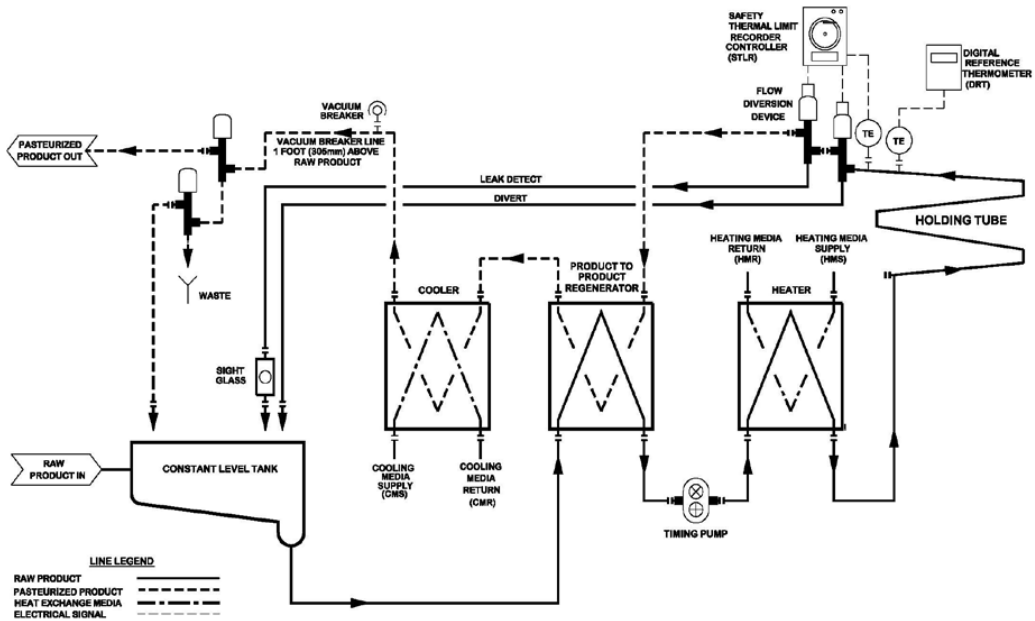 SAFETY
THERMAL LIMIT
RECORDER
CONTROLLER
(STLR)
DIGITAL
REFERENCE
THERMOMETER
(DRT)
FLOW
DIVERSION
DEVICE
TE
TE
VACUUM
BREAKER
VACUUM BREAKER LINE
1 FOOT (305mm) ABOVE
RAW PRODUCT
PASTEURIZED
PRODUCT OUT
LEAK DETECT
DIVERT
HOLDING TUBE
HEATING MEDIA
RETURN
(HMR)
HEATING MEDIA
SUPPLY
(HMS)
PRODUCT TO
PRODUCT
REGENERATOR
COOLER
HEATER
WASTE
SIGHT
GLASS
RAW
PRODUCT IN
CONSTANT LEVEL TANK
COOLING
MEDIA
SUPPLY
(CMS)
COOLING
MEDIA
RETURN
(CMR)
TIMING PUMP
LINE LEGEND
RAW PRODUCT
PASTEURIZED PRODUCT
HEAT EXCHANGE MEDIA
ELECTRICAL SIGNAL